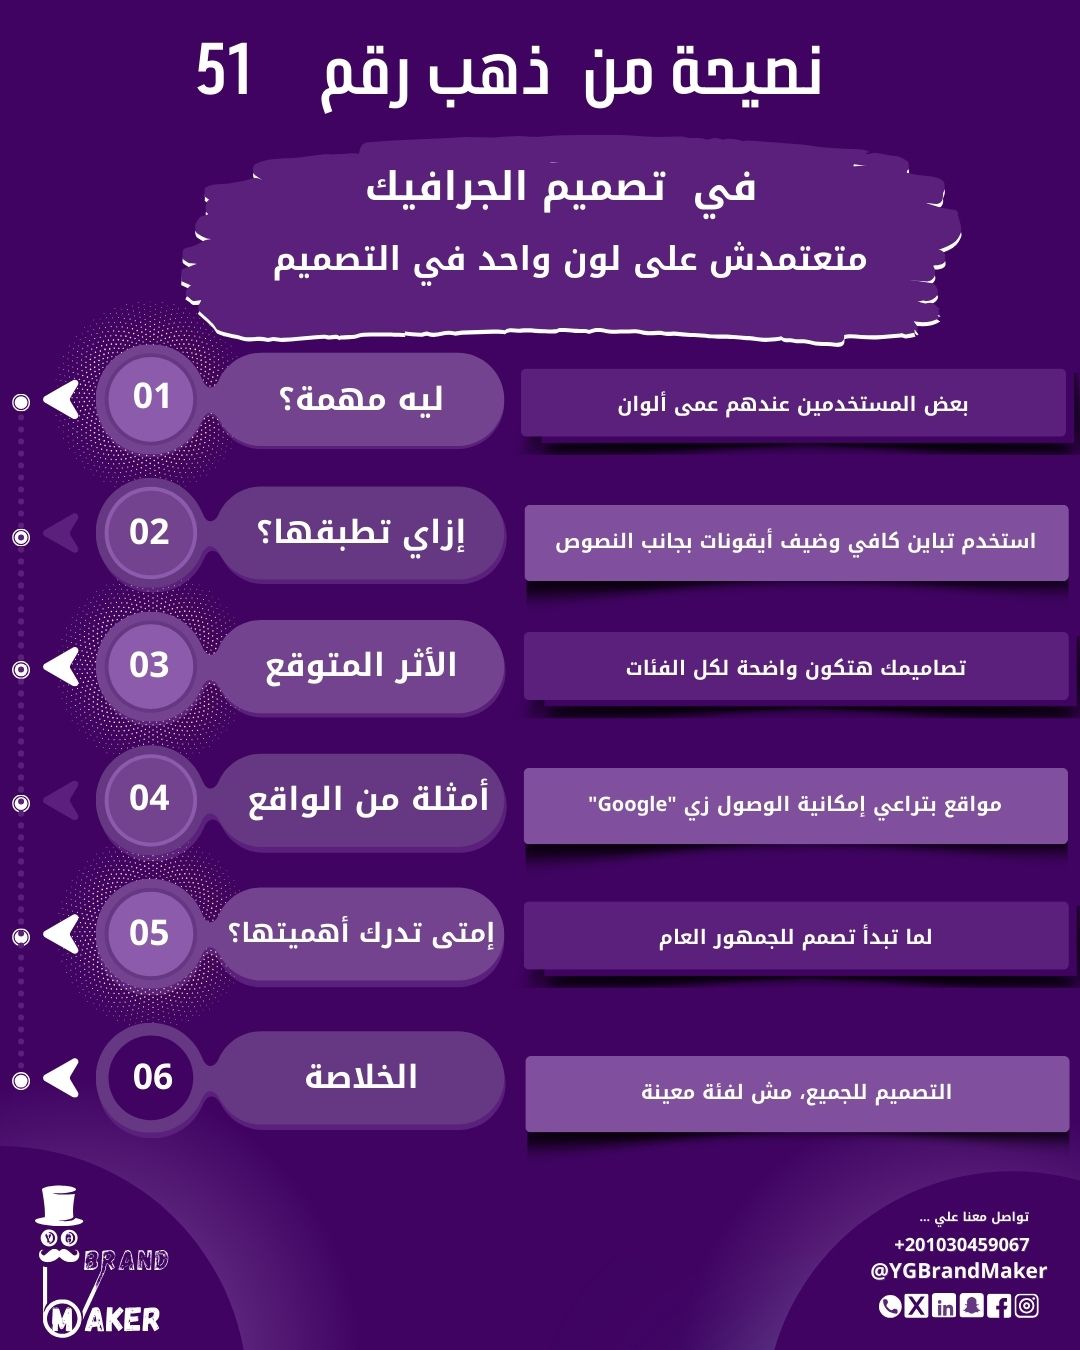 نصيحة من ذهب رقم 51
في تصميم الجرافيك
متعتمدش على لون واحد في التصميم
01
ليه مهمة؟
بعض المستخدمين عندهم عمى ألوان
02
إزاي تطبقها؟
استخدم تباين كافي وضيف أيقونات بجانب النصوص
03
الأثر المتوقع
تصاميمك هتكون واضحة لكل الفئات
04
أمثلة من الواقع
مواقع بتراعي إمكانية الوصول زي "Google"
05
إمتى تدرك أهميتها؟
لما تبدأ تصمم للجمهور العام
06
الخلاصة
التصميم للجميع، مش لفئة معينة
تواصل معنا علي ...
+201030459067
@YGBrandMaker
YG
BRAND
MAKER